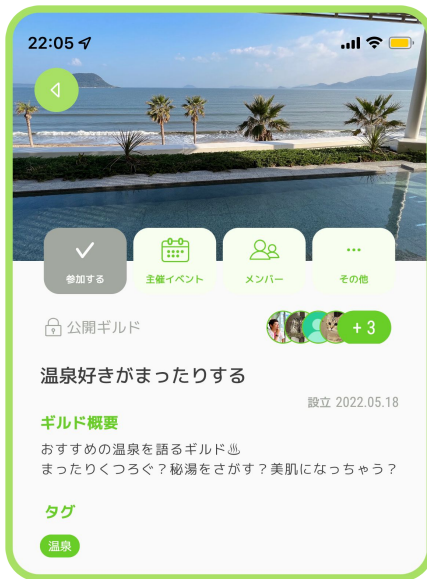 22:05
参加する
主催イベント
メンバー
その他
公開ギルド
+ 3
温泉好きがまったりする
設立 2022.05.18
ギルド概要
おすすめの温泉を語るギルド♨
まったりくつろぐ？秘湯をさがす？美肌になっちゃう？
タグ
温泉